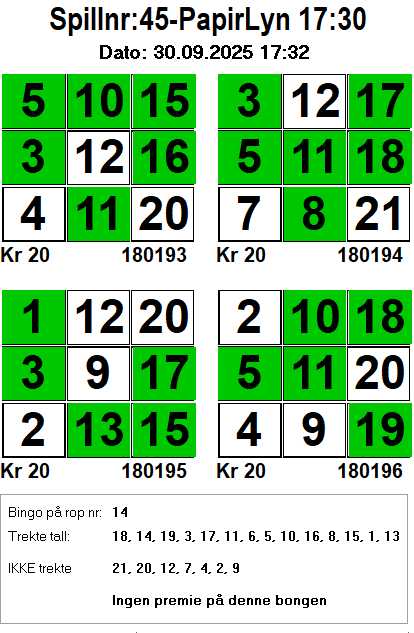 Spillnr:45-PapirLyn 17:30
Dato: 30.09.2025 17:32
5 10 15 3 12 17
3 12 16 5 11 18
4 11 20 7 8 21
Kr 20 180193 Kr 20 180194
1 12 20 2 10 18
3 9 17 5 11 20
2 13 15 4 9 19
Kr 20 180195 Kr 20 180196
Bingo på rop nr: 14
Trekte tall: 18, 14, 19, 3, 17, 11, 6, 5, 10, 16, 8, 15, 1, 13
IKKE trekte 21, 20, 12, 7, 4, 2, 9
Ingen premie på denne bongen